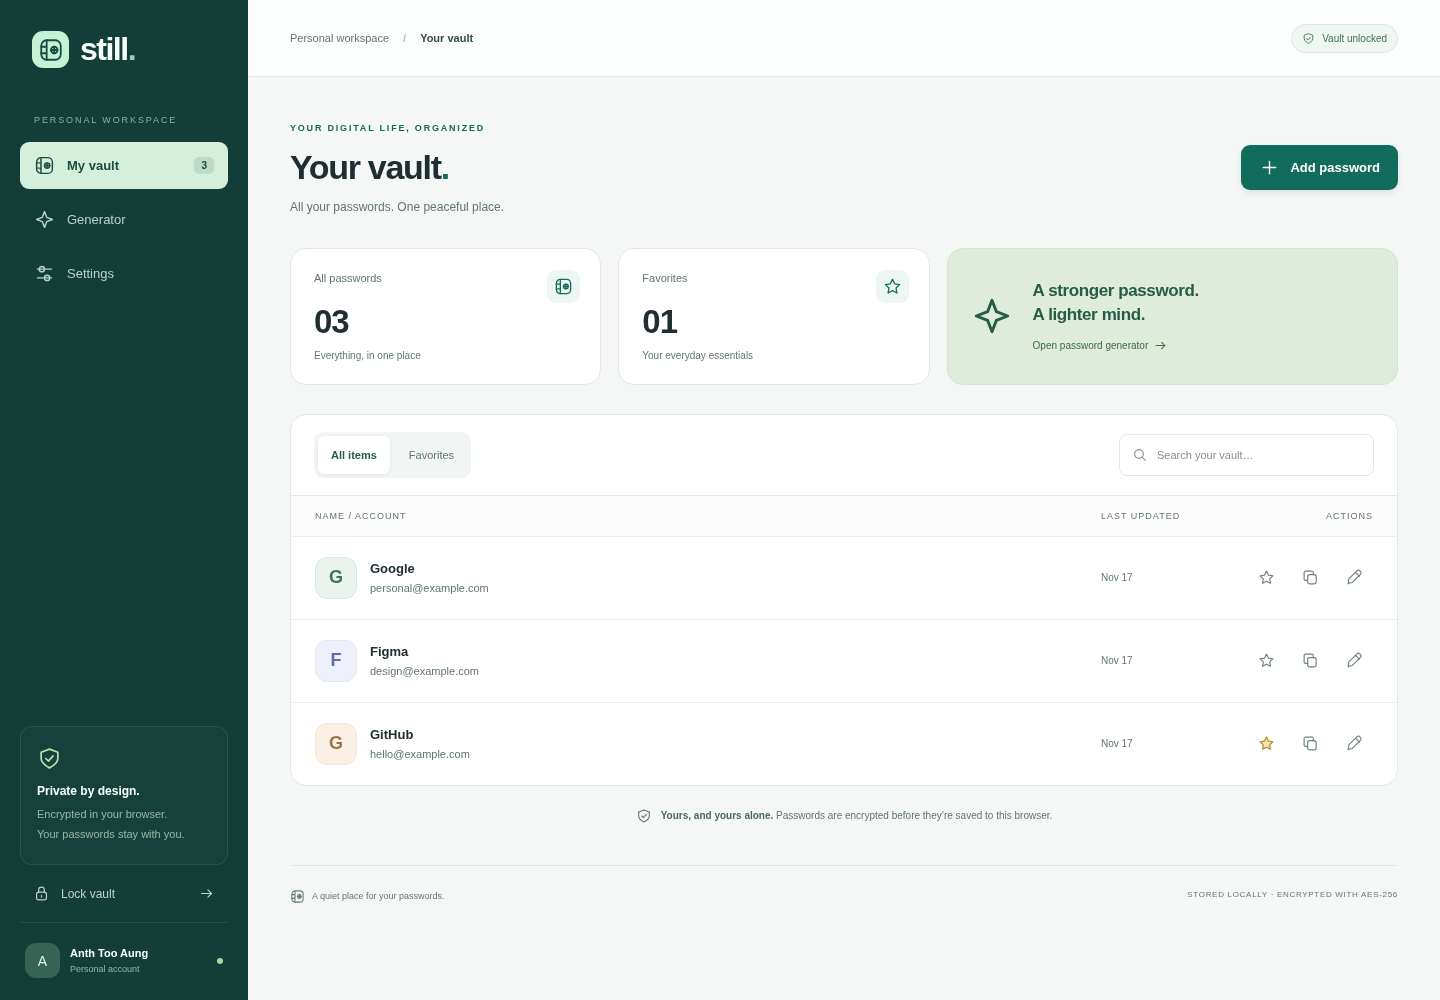 still.
PERSONAL WORKSPACE
My vault 3
Generator
Settings
Private by design.
Encrypted in your browser.
Your passwords stay with you.
Lock vault
A Anth Too Aung
Personal account
Personal workspace / Your vault
Vault unlocked
YOUR DIGITAL LIFE, ORGANIZED
Your vault.
All your passwords. One peaceful place.
Add password
All passwords
03
Everything, in one place
Favorites
01
Your everyday essentials
A stronger password.
A lighter mind.
Open password generator
All items Favorites
Search your vault…
NAME / ACCOUNT LAST UPDATED ACTIONS
G Google
personal@example.com
Nov 17
F Figma
design@example.com
Nov 17
G GitHub
hello@example.com
Nov 17
Yours, and yours alone. Passwords are encrypted before they're saved to this browser.
A quiet place for your passwords.
STORED LOCALLY · ENCRYPTED WITH AES-256